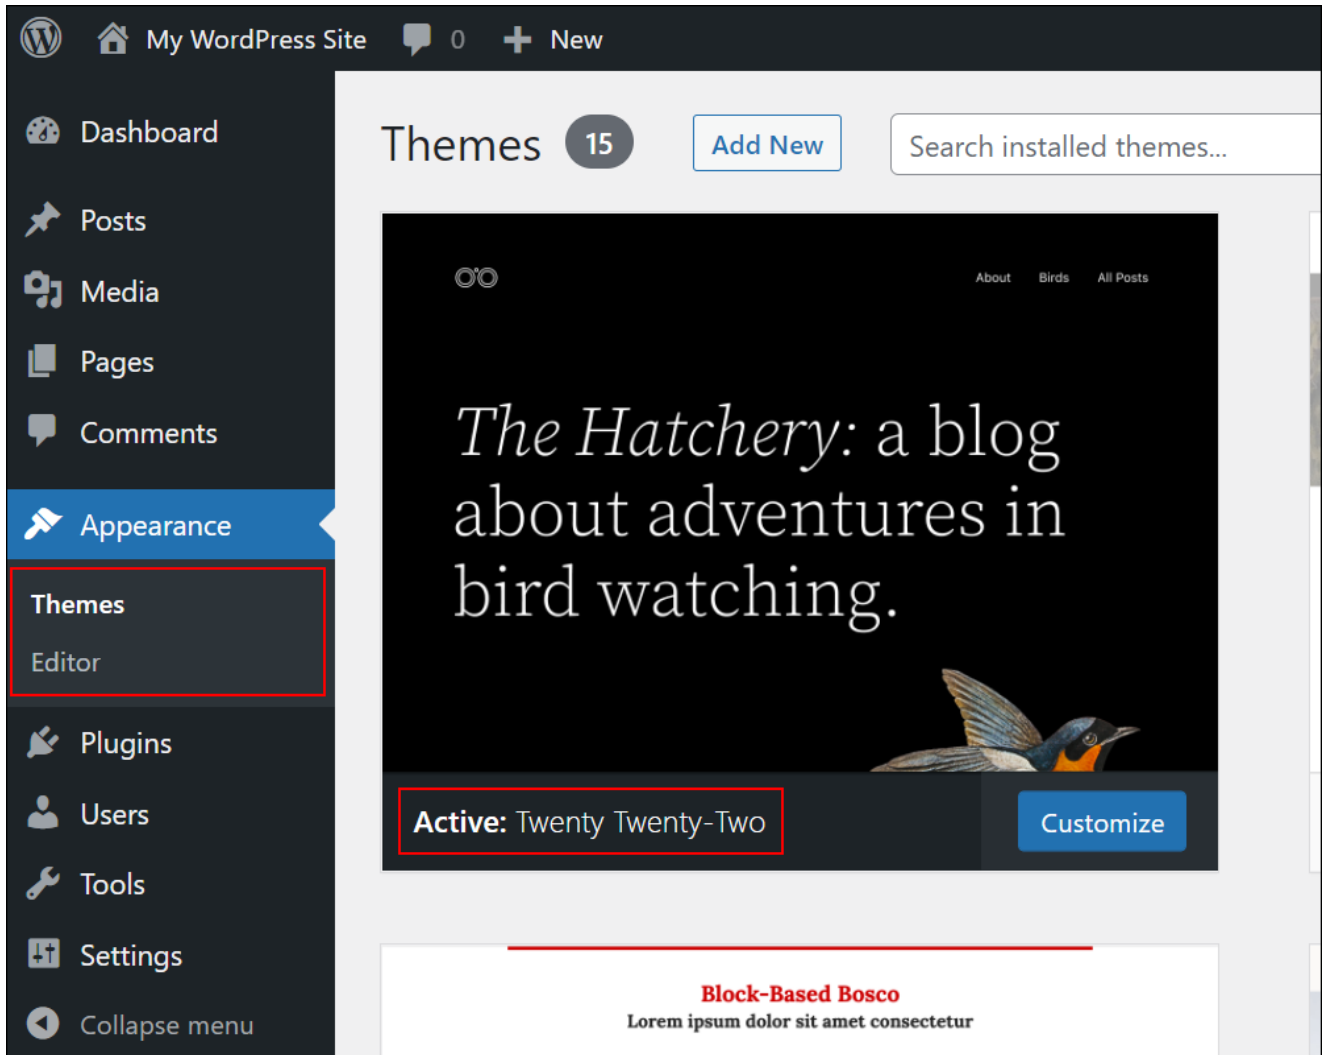 My WordPress Site 0 New
Dashboard
Posts
Media
Pages
Comments
Appearance
Themes
Editor
Plugins
Users
Tools
Settings
Collapse menu
Themes 15 Add New Search installed themes...
About Birds All Posts
The Hatchery: a blog
about adventures in
bird watching.
Active: Twenty Twenty-Two Customize
Block-Based Bosco
Lorem ipsum dolor sit amet consectetur